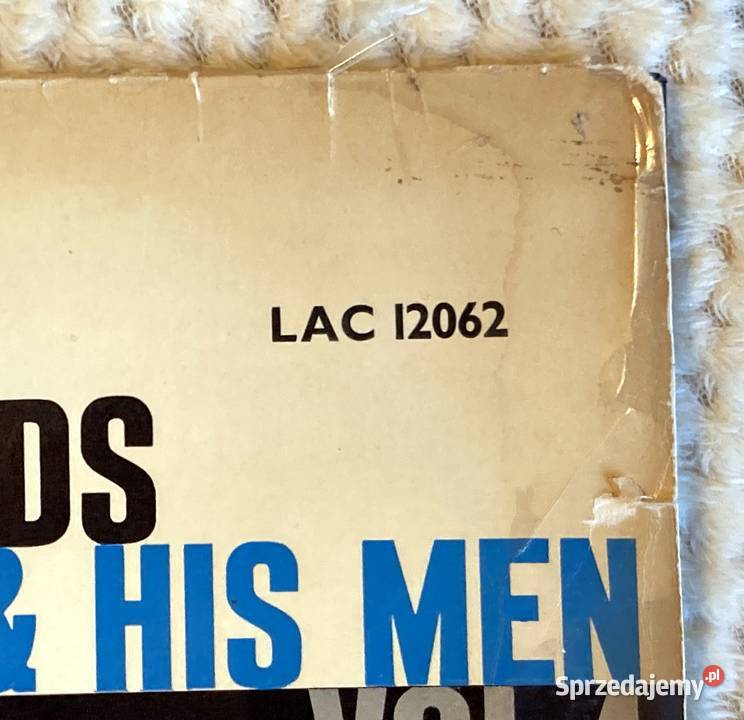 LAC 12062
DS
& HIS MEN
Sprzedajemy.pl